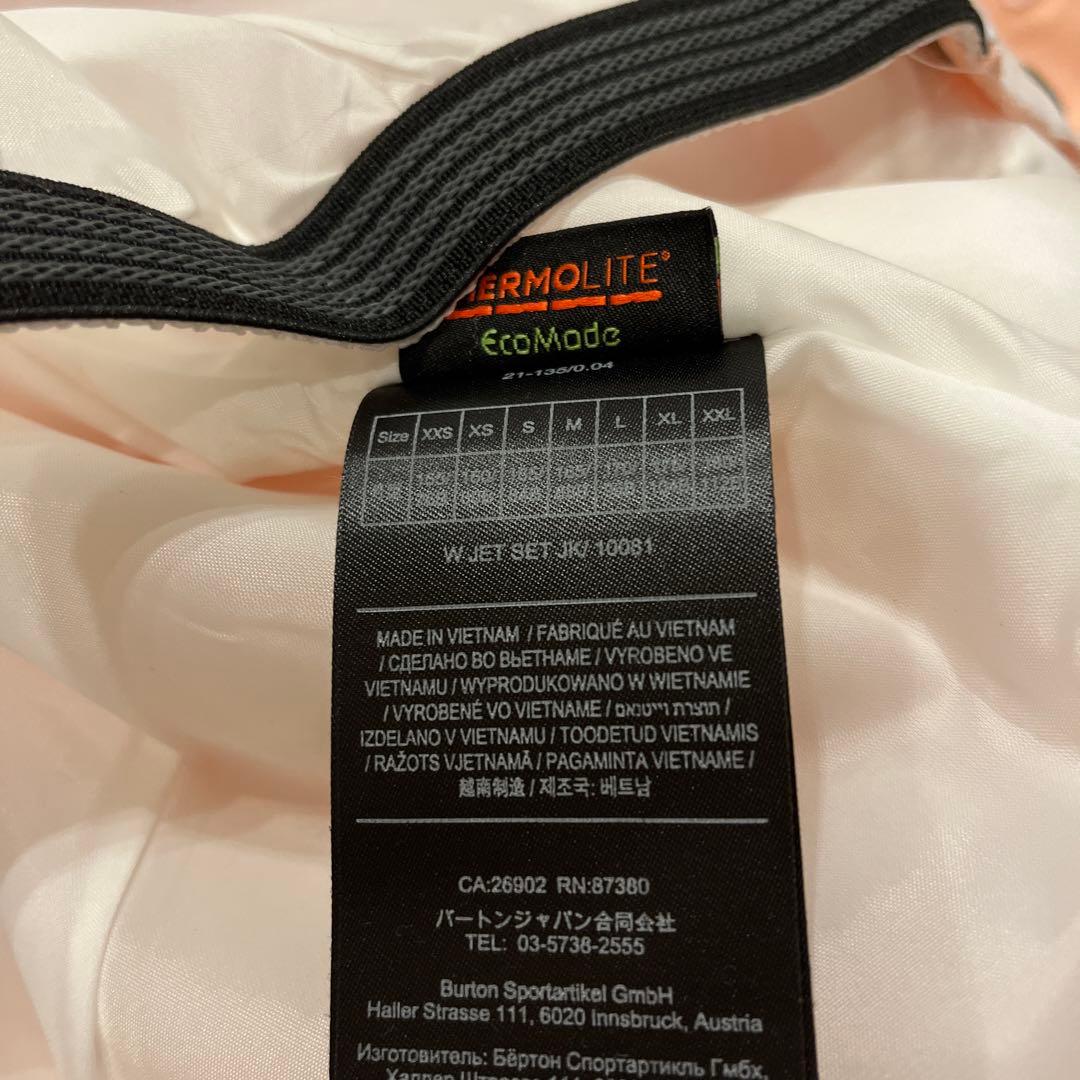 THERMOLITE®
EcoMade
21-135/0.04
Size XXS XS S M L XL XXL
W JET SET JK/ 10081
MADE IN VIETNAM / FABRIQUÉ AU VIETNAM
/ СДЕЛАНО ВО ВЬЕТНАМЕ / VYROBENO VE
VIETNAMU / WYPRODUKOWANO W WIETNAMIE
/ VYROBENÉ VO VIETNAME / תוצרת וייטנאם
IZDELANO V VIETNAMU / TOODETUD VIETNAMIS
/ RAŽOTS VJETNAMĀ / PAGAMINTA VIETNAME /
越南制造 / 제조국: 베트남
CA:26902 RN:87380
バートンジャパン合同会社
TEL: 03-5738-2555
Burton Sportartikel GmbH
Haller Strasse 111, 6020 Innsbruck, Austria
Изготовитель: Бёртон Спортартикль Гмбх,